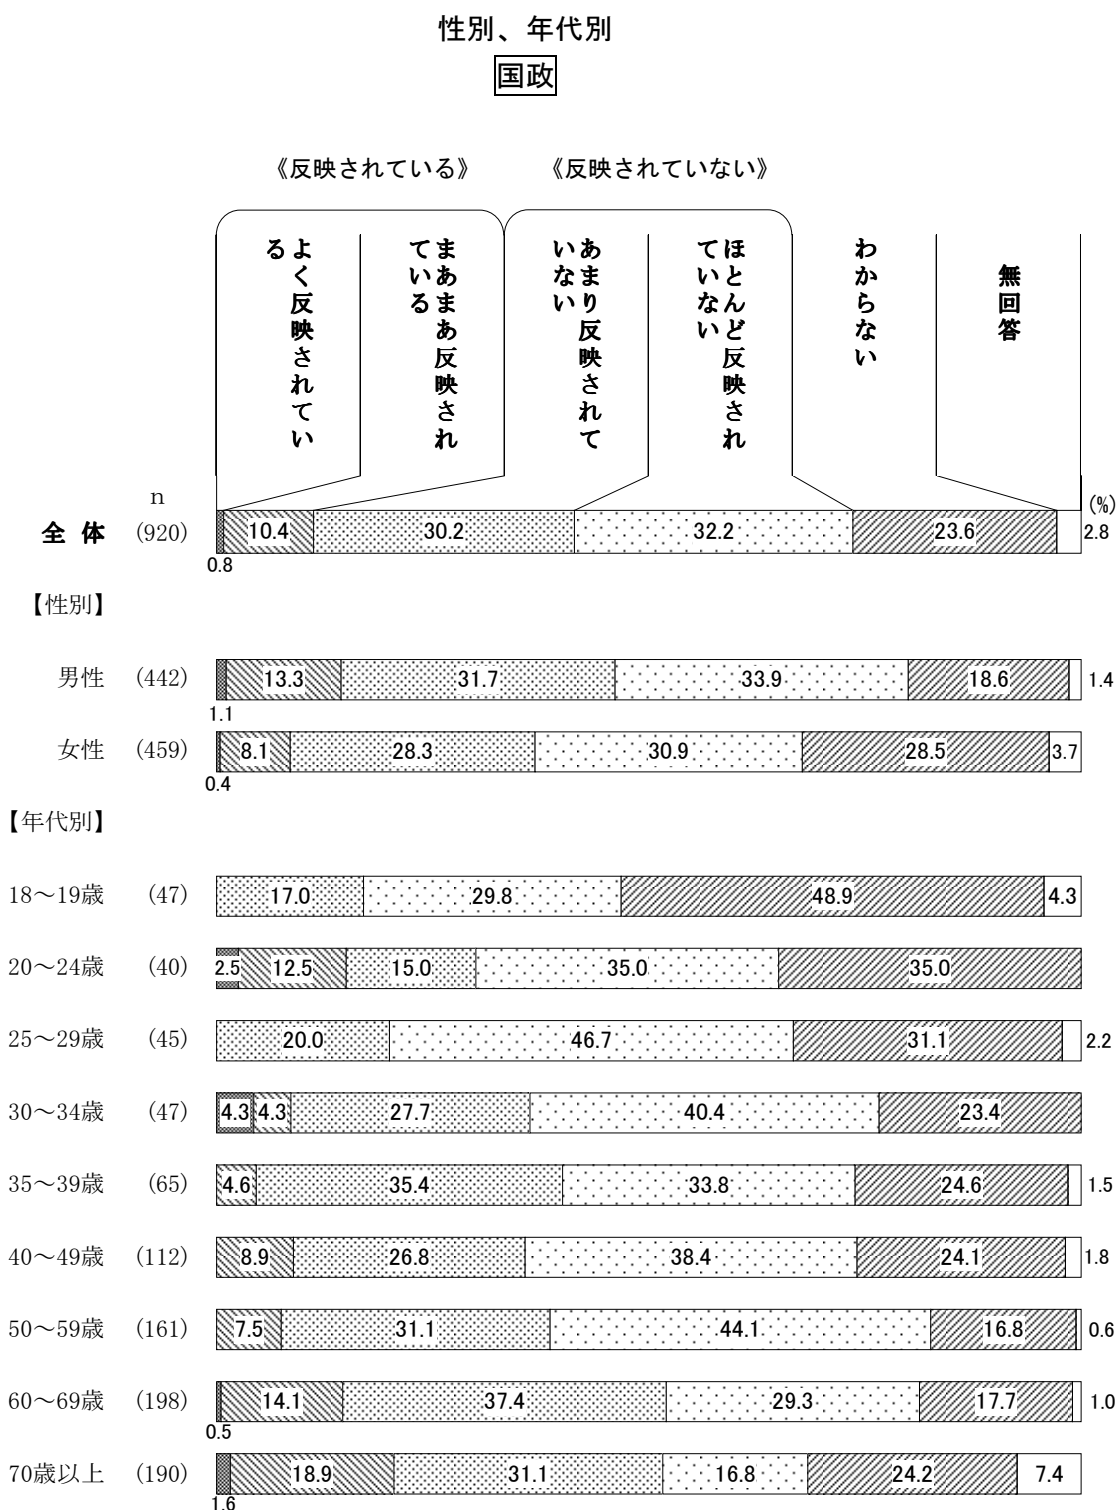 性別、年代別
国政
《反映されている》 《反映されていない》
よく反映されている
まあまあ反映されている
あまり反映されていない
ほとんど反映されていない
わからない
無回答
n
(%)
全体 (920) 10.4 30.2 32.2 23.6 2.8
0.8
【性別】
男性 (442) 13.3 31.7 33.9 18.6 1.4
1.1
女性 (459) 8.1 28.3 30.9 28.5 3.7
0.4
【年代別】
18～19歳 (47) 17.0 29.8 48.9 4.3
20～24歳 (40) 2.5 12.5 15.0 35.0 35.0
25～29歳 (45) 20.0 46.7 31.1 2.2
30～34歳 (47) 4.3 4.3 27.7 40.4 23.4
35～39歳 (65) 4.6 35.4 33.8 24.6 1.5
40～49歳 (112) 8.9 26.8 38.4 24.1 1.8
50～59歳 (161) 7.5 31.1 44.1 16.8 0.6
60～69歳 (198) 14.1 37.4 29.3 17.7 1.0
0.5
70歳以上 (190) 18.9 31.1 16.8 24.2 7.4
1.6